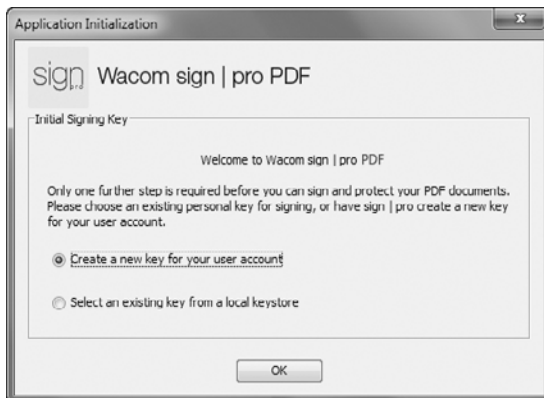 Application Initialization
x
sign
pro
Wacom sign | pro PDF
Initial Signing Key
Welcome to Wacom sign | pro PDF
Only one further step is required before you can sign and protect your PDF documents.
Please choose an existing personal key for signing, or have sign | pro create a new key
for your user account.
Create a new key for your user account
Select an existing key from a local keystore
OK